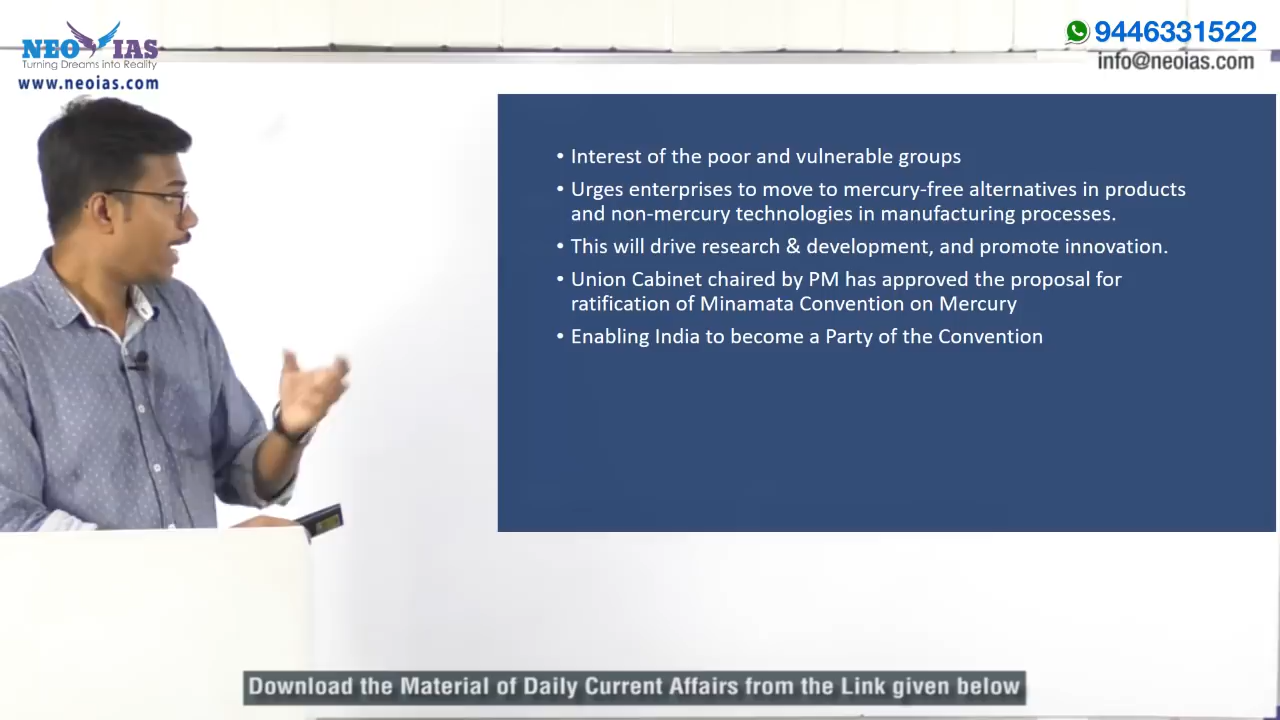 NEO IAS
Turning Dreams into Reality
www.neoias.com
9446331522
info@neoias.com
• Interest of the poor and vulnerable groups
• Urges enterprises to move to mercury-free alternatives in products
and non-mercury technologies in manufacturing processes.
• This will drive research & development, and promote innovation.
• Union Cabinet chaired by PM has approved the proposal for
ratification of Minamata Convention on Mercury
• Enabling India to become a Party of the Convention
Download the Material of Daily Current Affairs from the Link given below